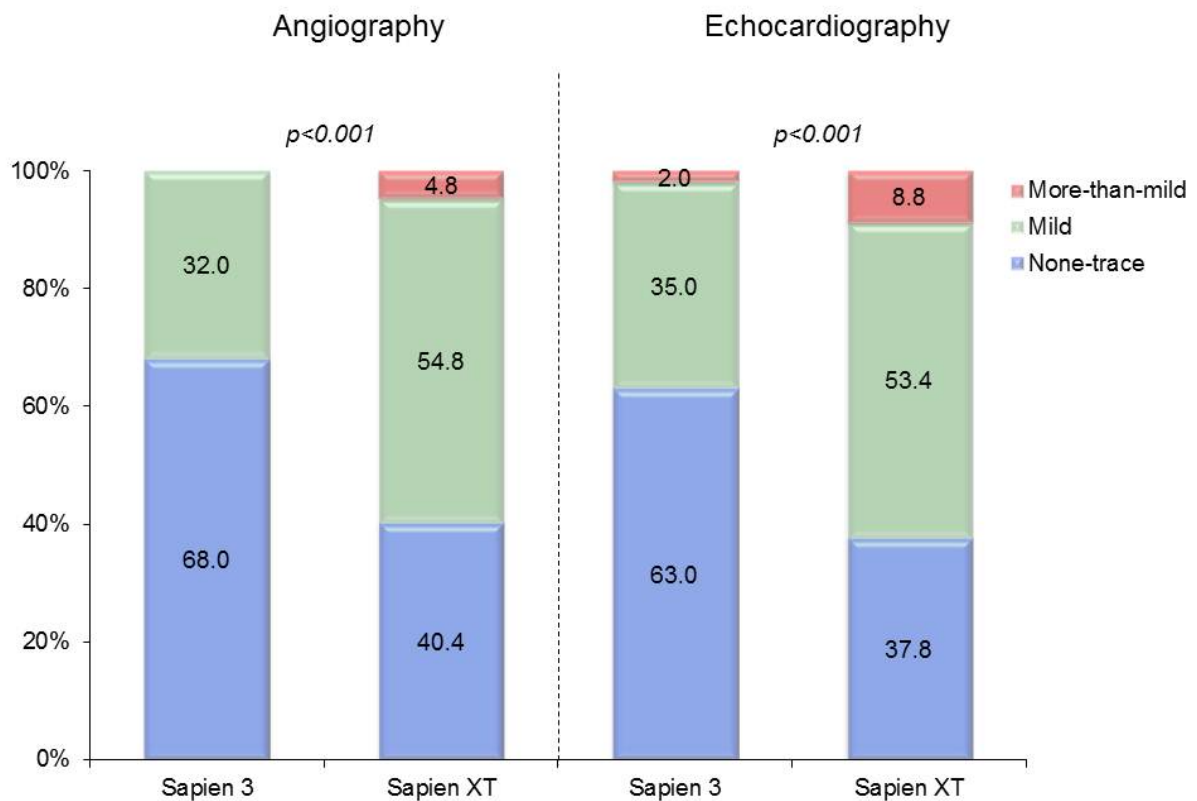 Angiography
Echocardiography
p<0.001
p<0.001
100%
80%
60%
40%
20%
0%
32.0
68.0
4.8
54.8
40.4
2.0
35.0
63.0
8.8
53.4
37.8
More-than-mild
Mild
None-trace
Sapien 3
Sapien XT
Sapien 3
Sapien XT